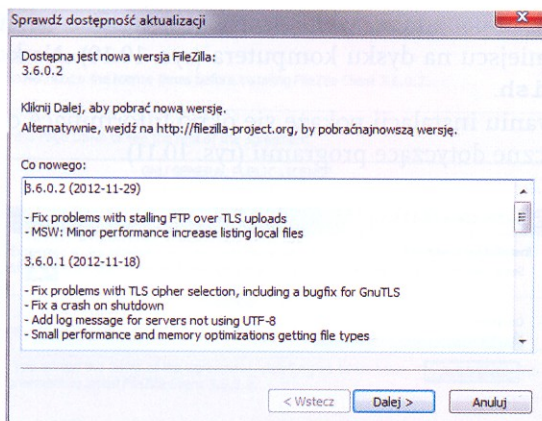 Sprawdź dostępność aktualizacji
Dostępna jest nowa wersja FileZilla:
3.6.0.2
Kliknij Dalej, aby pobrać nową wersję.
Alternatywnie, wejdź na http://filezilla-project.org, by pobraćnajnowszą wersję.
Co nowego:
3.6.0.2 (2012-11-29)
- Fix problems with stalling FTP over TLS uploads
- MSW: Minor performance increase listing local files
3.6.0.1 (2012-11-18)
- Fix problems with TLS cipher selection, including a bugfix for GnuTLS
- Fix a crash on shutdown
- Add log message for servers not using UTF-8
- Small performance and memory optimizations getting file types
< Wstecz
Dalej >
Anuluj